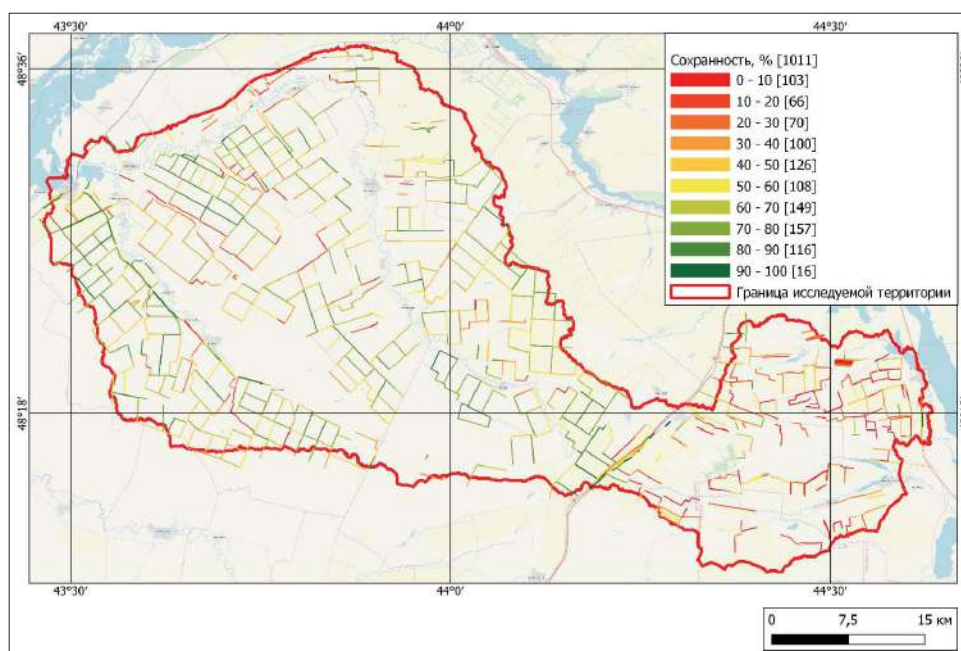 43°30'
44°0'
44°30'
48°36'
Сохранность, % [1011]
0 - 10 [103]
10 - 20 [66]
20 - 30 [70]
30 - 40 [100]
40 - 50 [126]
50 - 60 [108]
60 - 70 [149]
70 - 80 [157]
80 - 90 [116]
90 - 100 [16]
Граница исследуемой территории
48°18'
43°30'
44°0'
44°30'
0 7,5 15 км